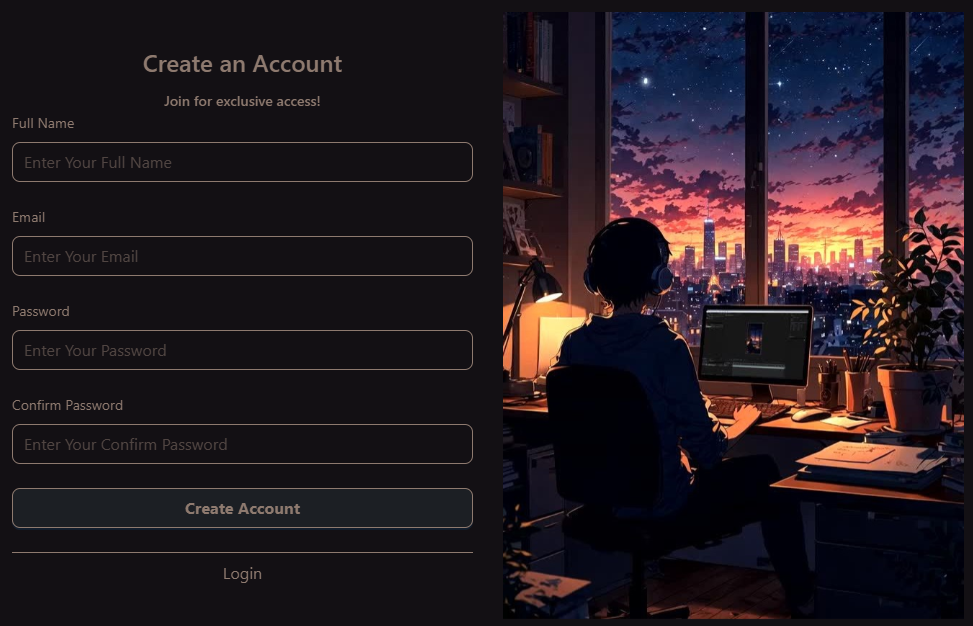 Create an Account
Join for exclusive access!
Full Name
Enter Your Full Name
Email
Enter Your Email
Password
Enter Your Password
Confirm Password
Enter Your Confirm Password
Create Account
Login